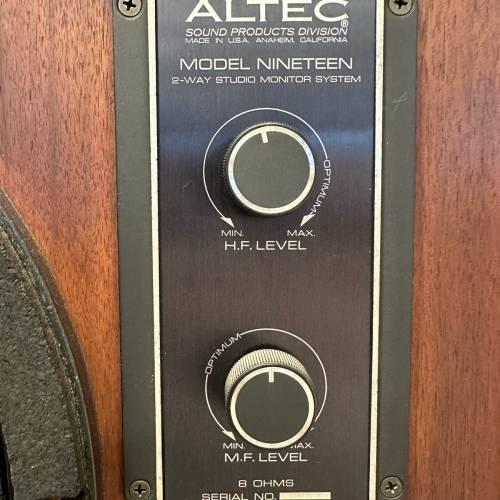 ALTEC®
SOUND PRODUCTS DIVISION
MADE IN U.S.A. ANAHEIM, CALIFORNIA
MODEL NINETEEN
2-WAY STUDIO MONITOR SYSTEM
OPTIMUM
MIN. MAX.
H.F. LEVEL
OPTIMUM
MIN. MAX.
M.F. LEVEL
8 OHMS
SERIAL NO.